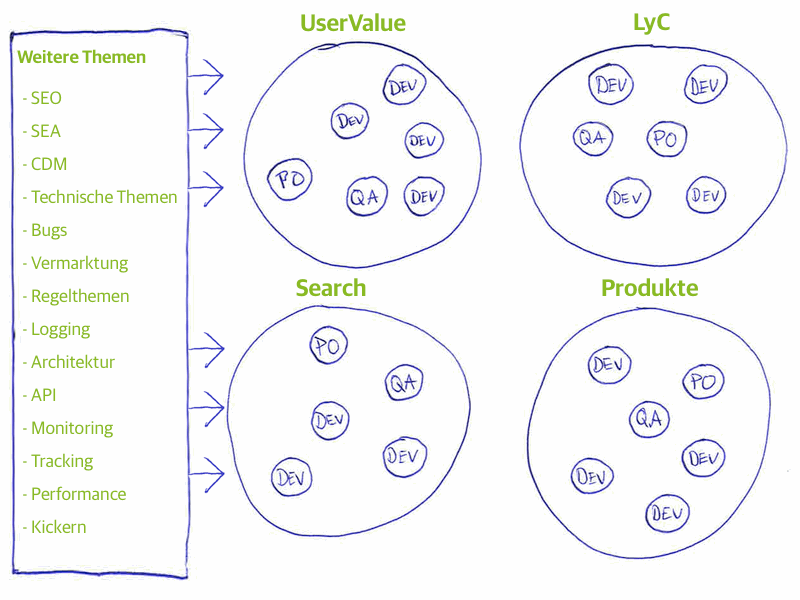 Weitere Themen
- SEO
- SEA
- CDM
- Technische Themen
- Bugs
- Vermarktung
- Regelthemen
- Logging
- Architektur
- API
- Monitoring
- Tracking
- Performance
- Kickern
UserValue
DEV
DEV
DEV
PO
QA
DEV
LyC
DEV
DEV
QA
PO
DEV
DEV
Search
PO
QA
DEV
DEV
DEV
Produkte
DEV
PO
QA
DEV
DEV
DEV